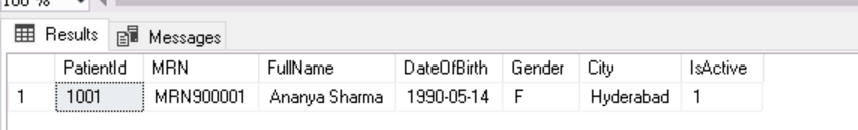 100 %
Results Messages
PatientId MRN FullName DateOfBirth Gender City IsActive
1 1001 MRN900001 Ananya Sharma 1990-05-14 F Hyderabad 1